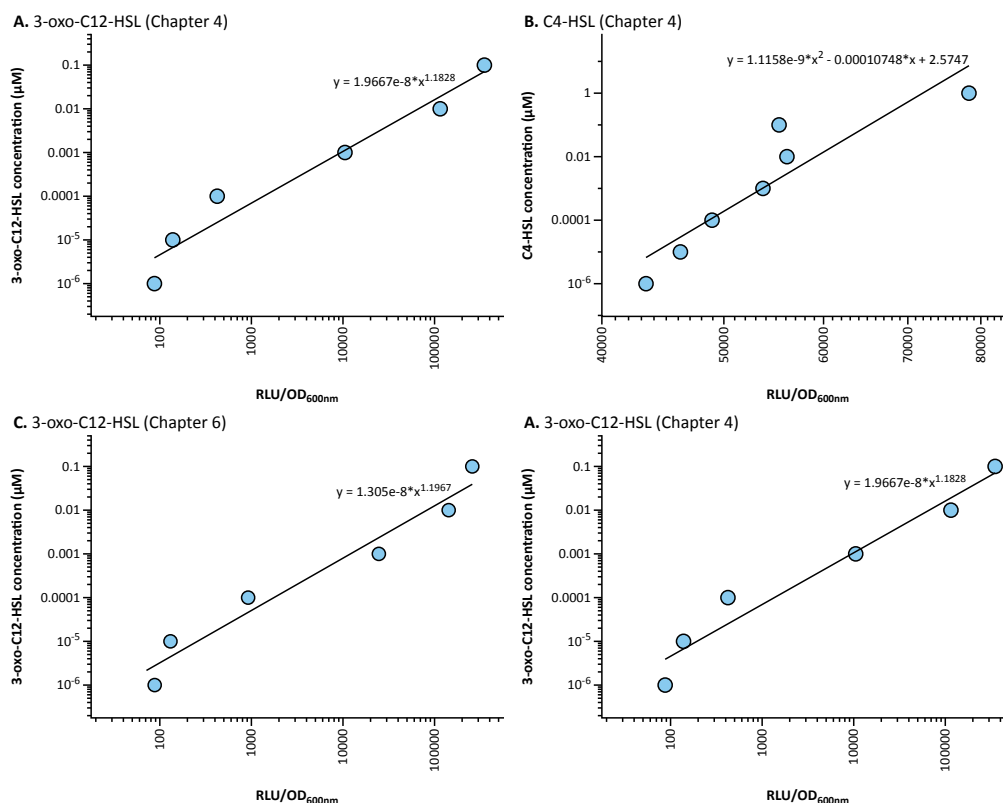 A. 3-oxo-C12-HSL (Chapter 4)
3-oxo-C12-HSL concentration (µM)
0.1
0.01
0.001
0.0001
10-5
10-6
y = 1.9667e-8*x1.1828
100
1000
10000
100000
RLU/OD600nm
B. C4-HSL (Chapter 4)
C4-HSL concentration (µM)
1
0.01
0.0001
10-6
y = 1.1158e-9*x2 - 0.00010748*x + 2.5747
40000
50000
60000
70000
80000
RLU/OD600nm
C. 3-oxo-C12-HSL (Chapter 6)
3-oxo-C12-HSL concentration (µM)
0.1
0.01
0.001
0.0001
10-5
10-6
y = 1.305e-8*x1.1967
100
1000
10000
100000
RLU/OD600nm
A. 3-oxo-C12-HSL (Chapter 4)
3-oxo-C12-HSL concentration (µM)
0.1
0.01
0.001
0.0001
10-5
10-6
y = 1.9667e-8*x1.1828
100
1000
10000
100000
RLU/OD600nm